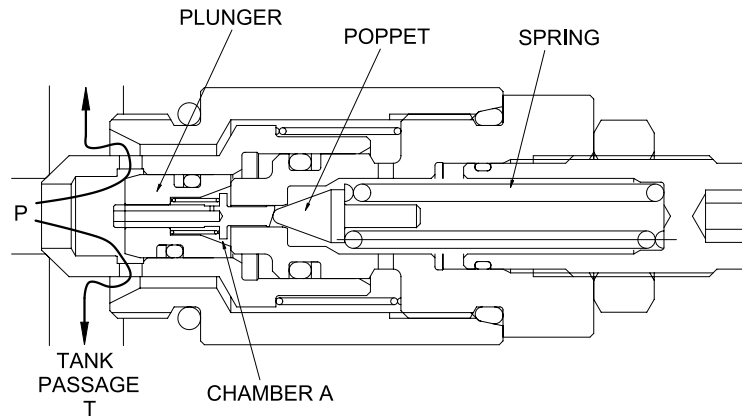 PLUNGER
POPPET
SPRING
P
TANK
PASSAGE
T
CHAMBER A